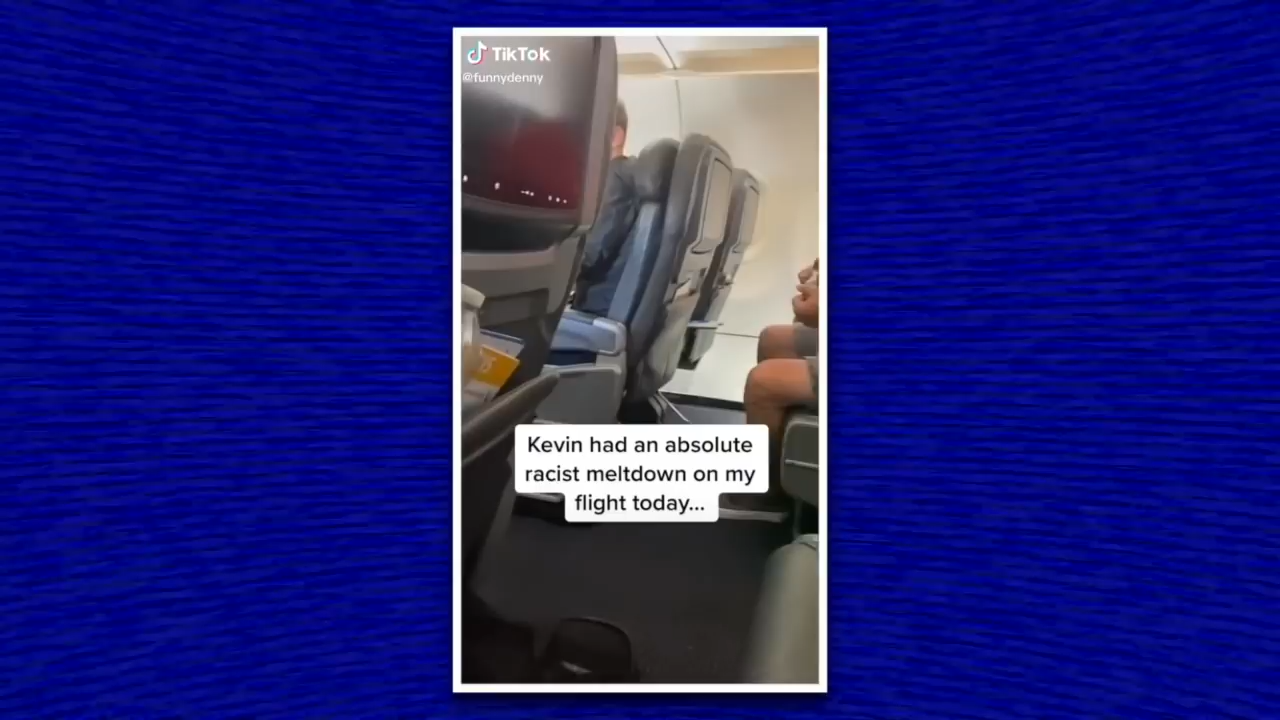 TikTok
@funnydenny
Kevin had an absolute
racist meltdown on my
flight today...